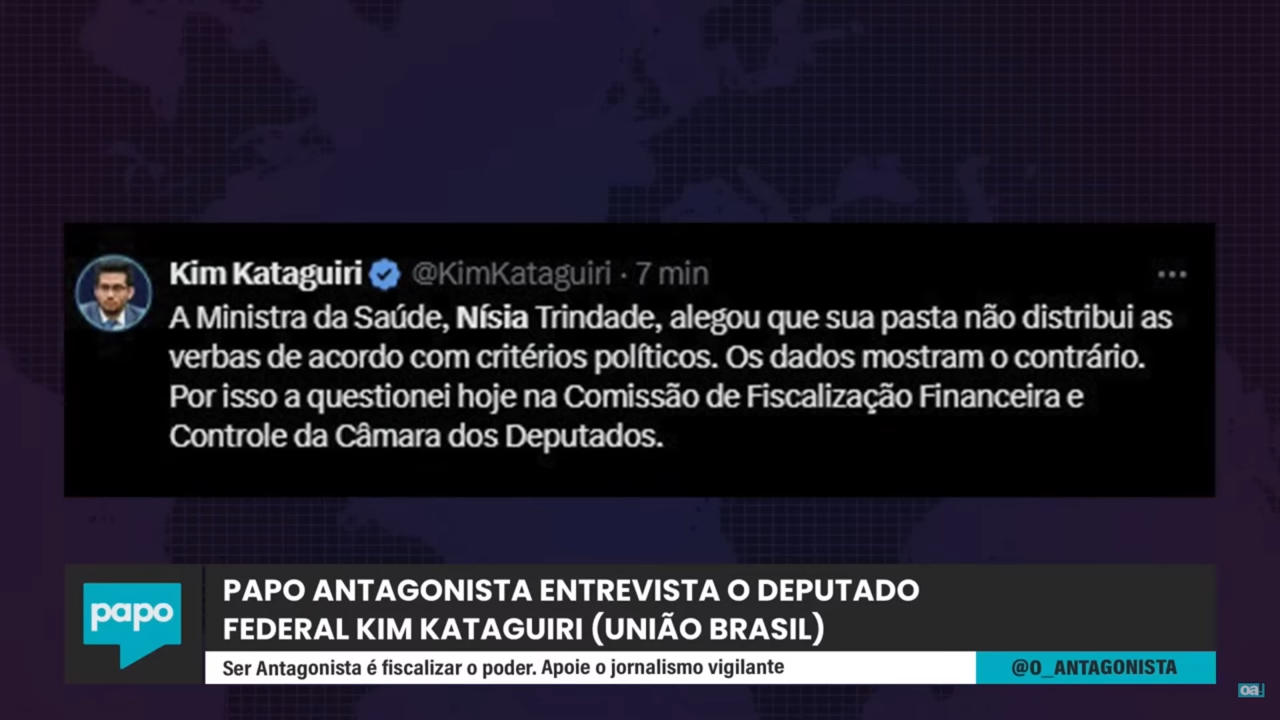 Kim Kataguiri @KimKataguiri · 7 min
A Ministra da Saúde, Nísia Trindade, alegou que sua pasta não distribui as
verbas de acordo com critérios políticos. Os dados mostram o contrário.
Por isso a questionei hoje na Comissão de Fiscalização Financeira e
Controle da Câmara dos Deputados.
papo
PAPO ANTAGONISTA ENTREVISTA O DEPUTADO
FEDERAL KIM KATAGUIRI (UNIÃO BRASIL)
Ser Antagonista é fiscalizar o poder. Apoie o jornalismo vigilante
@O_ANTAGONISTA
oa!